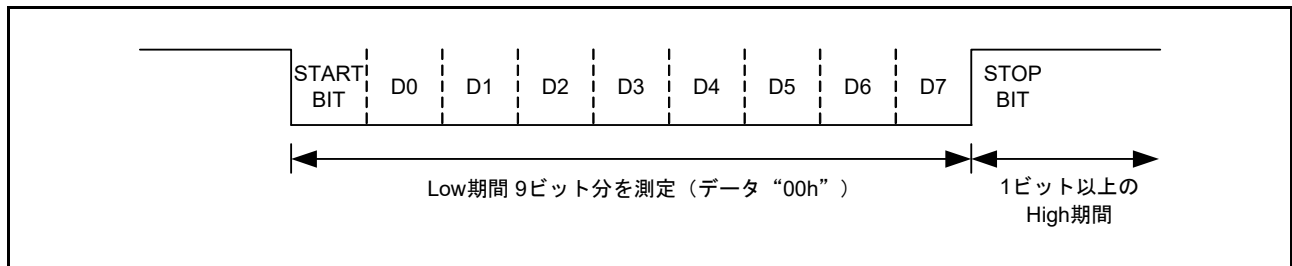 START
BIT
D0
D1
D2
D3
D4
D5
D6
D7
STOP
BIT
Low期間 9ビット分を測定（データ“00h”）
1ビット以上の
High期間